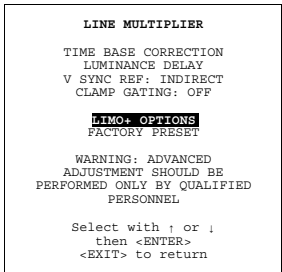 LINE MULTIPLIER
TIME BASE CORRECTION
LUMINANCE DELAY
V SYNC REF: INDIRECT
CLAMP GATING: OFF
LIMO+ OPTIONS
FACTORY PRESET
WARNING: ADVANCED
ADJUSTMENT SHOULD BE
PERFORMED ONLY BY QUALIFIED
PERSONNEL
Select with ↑ or ↓
then <ENTER>
<EXIT> to return